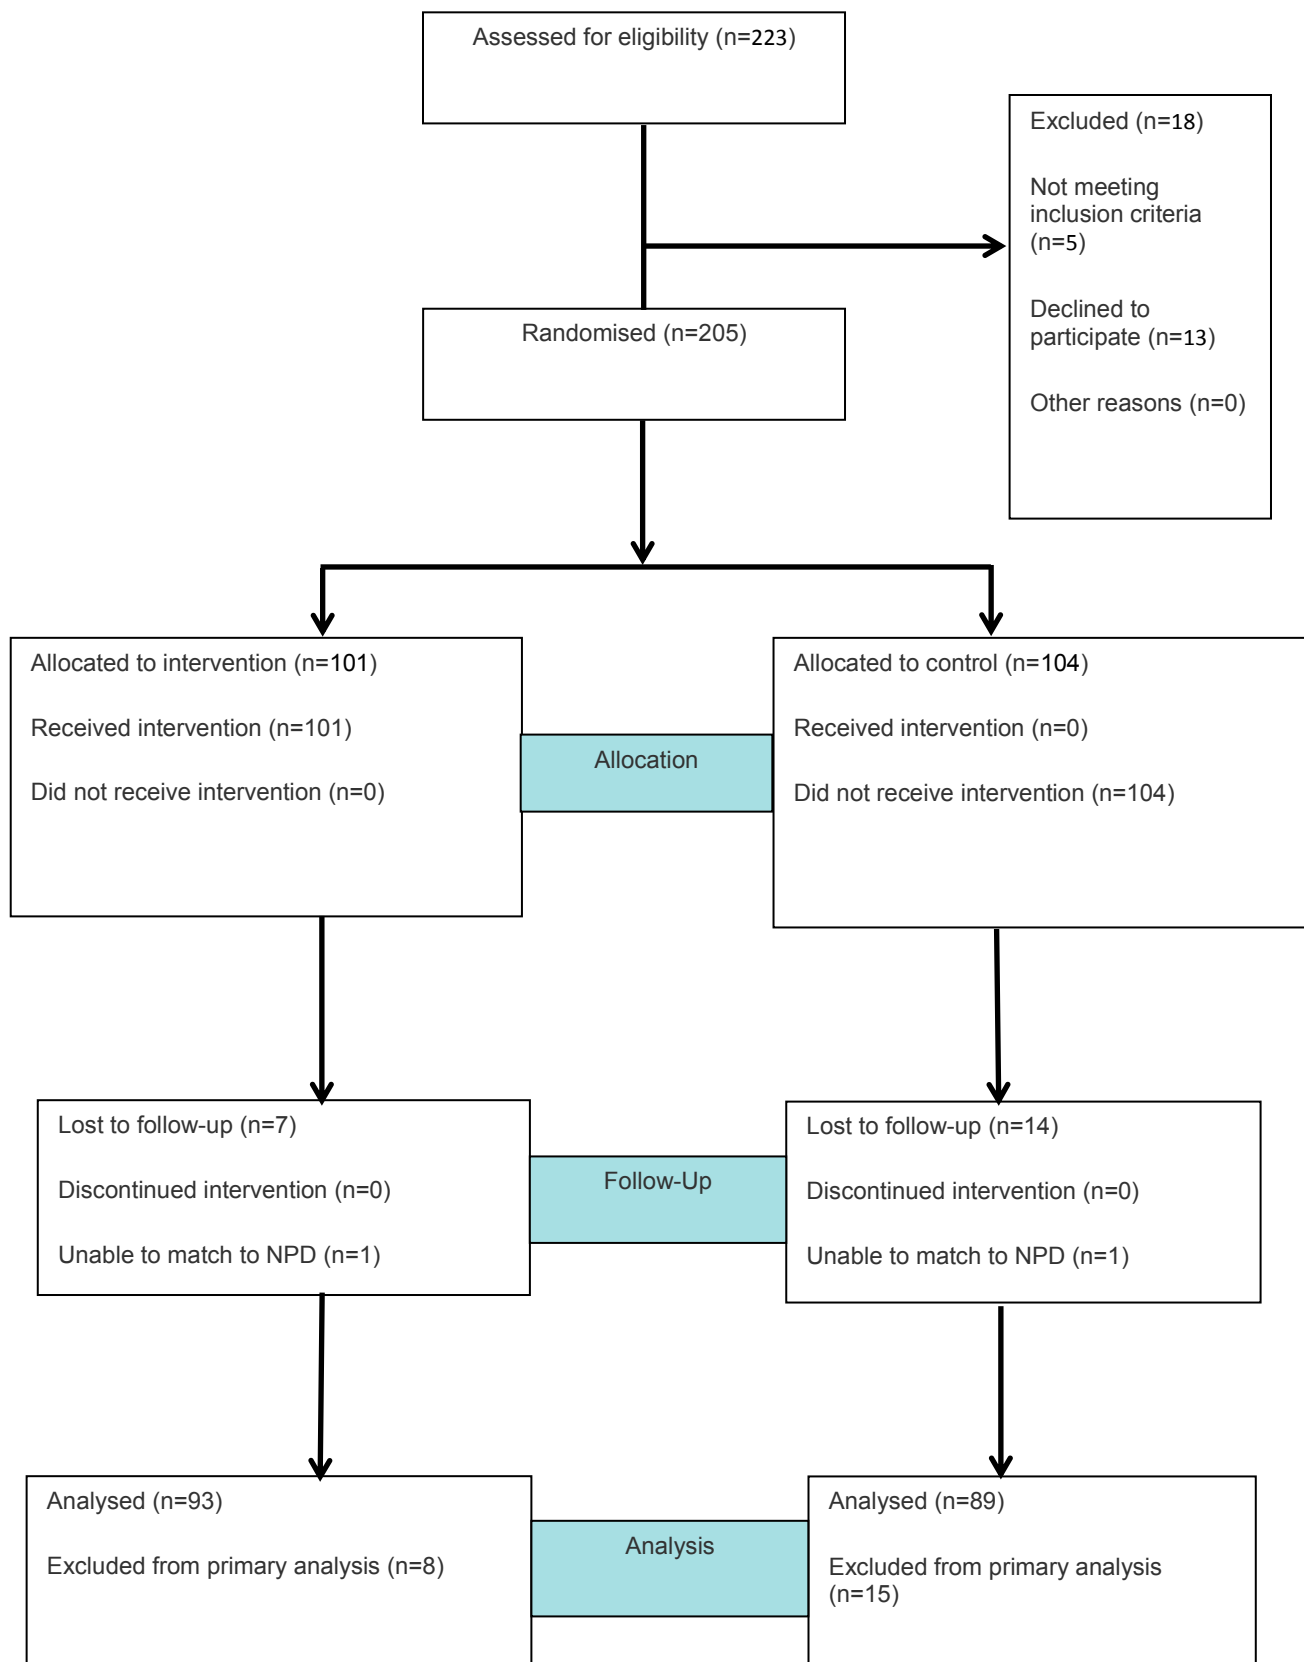 Assessed for eligibility (n=223)
Excluded (n=18)
Not meeting
inclusion criteria
(n=5)
Declined to
participate (n=13)
Other reasons (n=0)
Randomised (n=205)
Allocated to intervention (n=101)
Received intervention (n=101)
Did not receive intervention (n=0)
Allocation
Allocated to control (n=104)
Received intervention (n=0)
Did not receive intervention (n=104)
Lost to follow-up (n=7)
Discontinued intervention (n=0)
Unable to match to NPD (n=1)
Follow-Up
Lost to follow-up (n=14)
Discontinued intervention (n=0)
Unable to match to NPD (n=1)
Analysed (n=93)
Excluded from primary analysis (n=8)
Analysis
Analysed (n=89)
Excluded from primary analysis
(n=15)